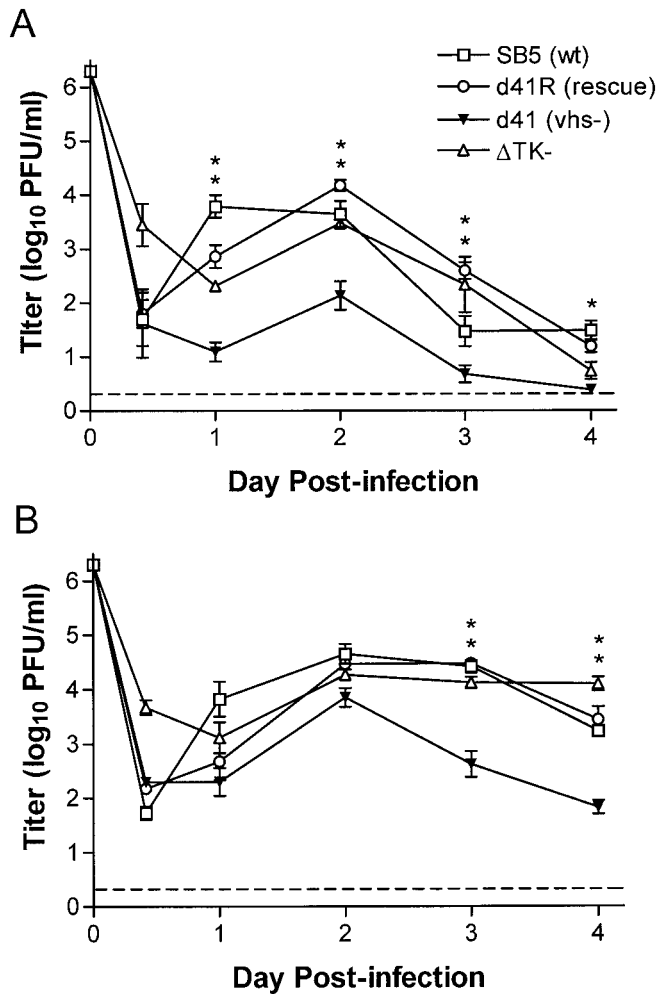 A
SB5 (wt)
d41R (rescue)
d41 (vhs-)
ΔTK-
Titer (log10 PFU/ml)
6
5
4
3
2
1
0
* *
* *
* *
*
0 1 2 3 4
Day Post-infection
B
Titer (log10 PFU/ml)
6
5
4
3
2
1
0
* *
* *
0 1 2 3 4
Day Post-infection